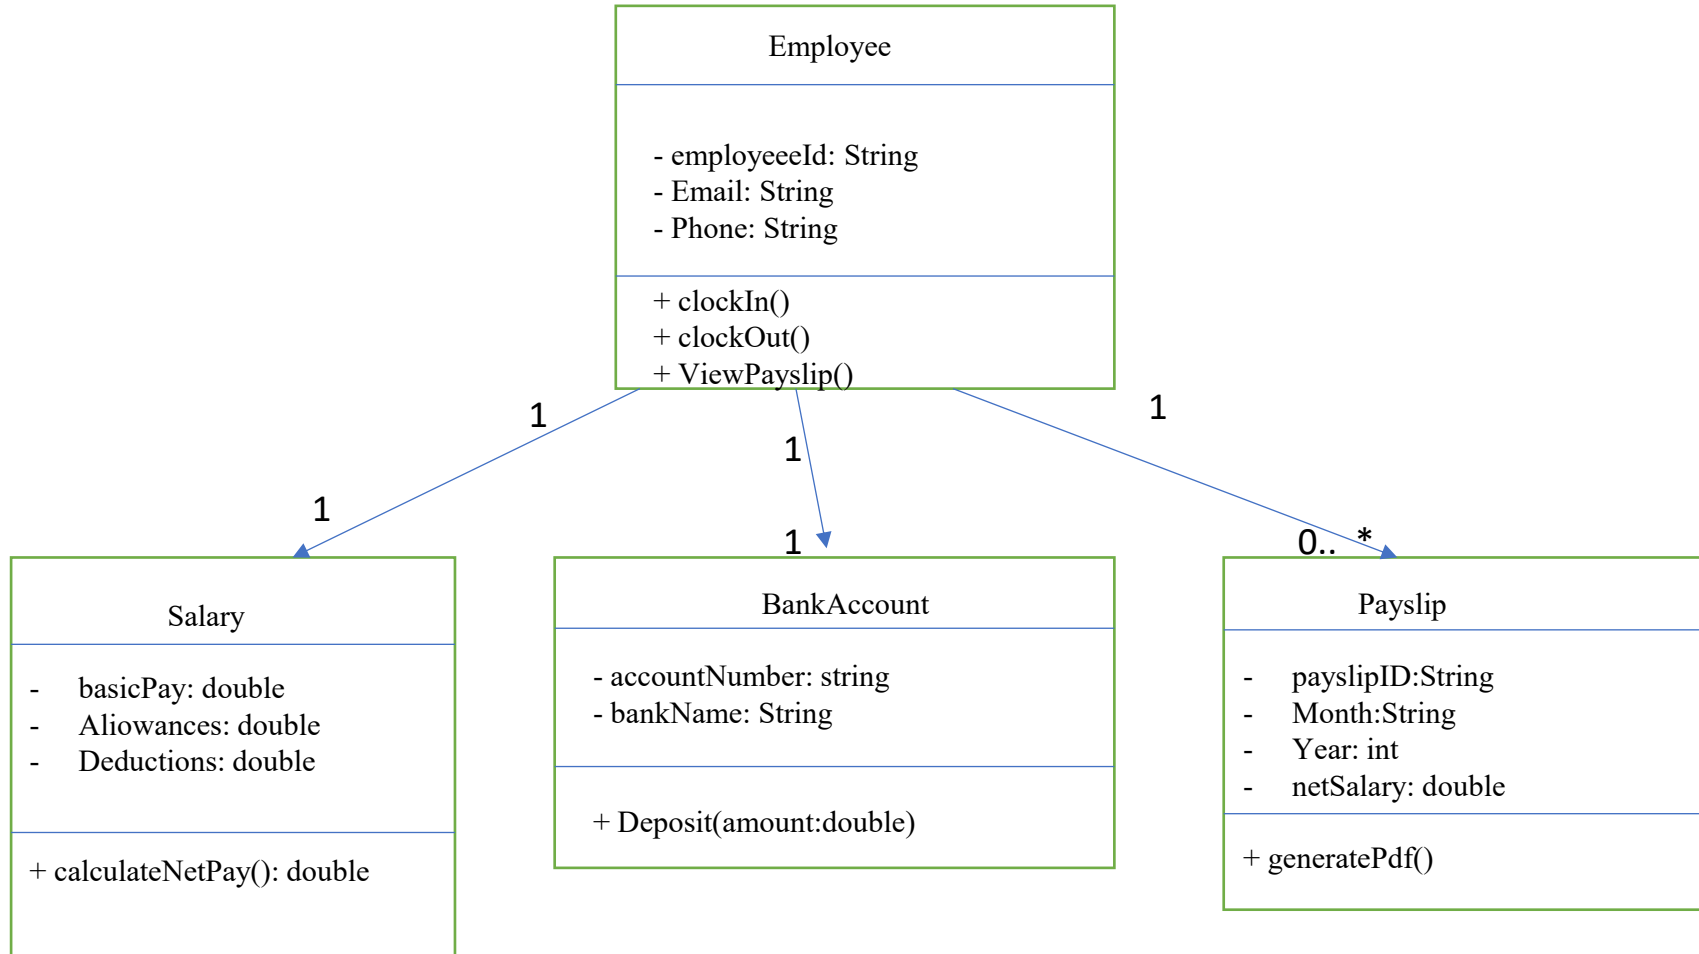 Employee
- employeeeId: String
- Email: String
- Phone: String
+ clockIn()
+ clockOut()
+ ViewPayslip()
1
1
1
1
1
0.. *
Salary
- basicPay: double
- Aliowances: double
- Deductions: double
+ calculateNetPay(): double
BankAccount
- accountNumber: string
- bankName: String
+ Deposit(amount:double)
Payslip
- payslipID:String
- Month:String
- Year: int
- netSalary: double
+ generatePdf()